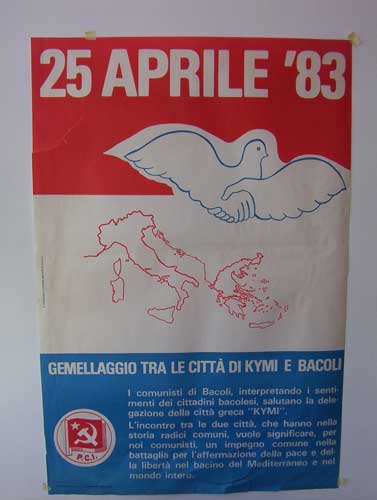 25 APRILE '83
GEMELLAGGIO TRA LE CITTÀ DI KYMI E BACOLI
I comunisti di Bacoli, interpretando i senti-
menti dei cittadini bacolesi, salutano la dele-
gazione della città greca "KYMI".
L'incontro tra le due città, che hanno nella
storia radici comuni, vuole significare, per
noi comunisti, un impegno comune nella
battaglia per l'affermazione della pace e del-
la libertà nel bacino del Mediterraneo e nel
mondo intero.
P.C.I.